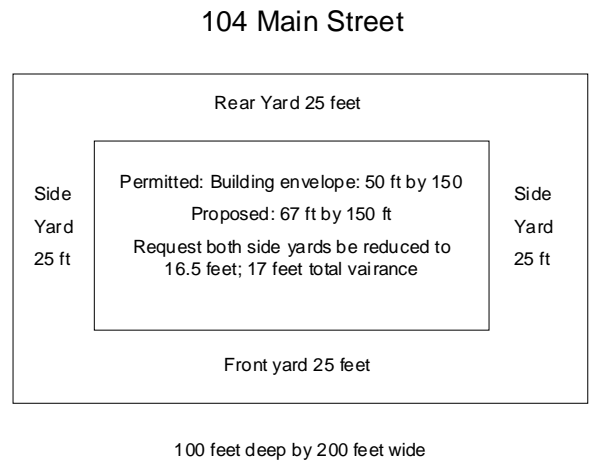 104 Main Street
Rear Yard 25 feet
Side
Yard
25 ft
Permitted: Building envelope: 50 ft by 150
Proposed: 67 ft by 150 ft
Request both side yards be reduced to
16.5 feet; 17 feet total vairance
Side
Yard
25 ft
Front yard 25 feet
100 feet deep by 200 feet wide